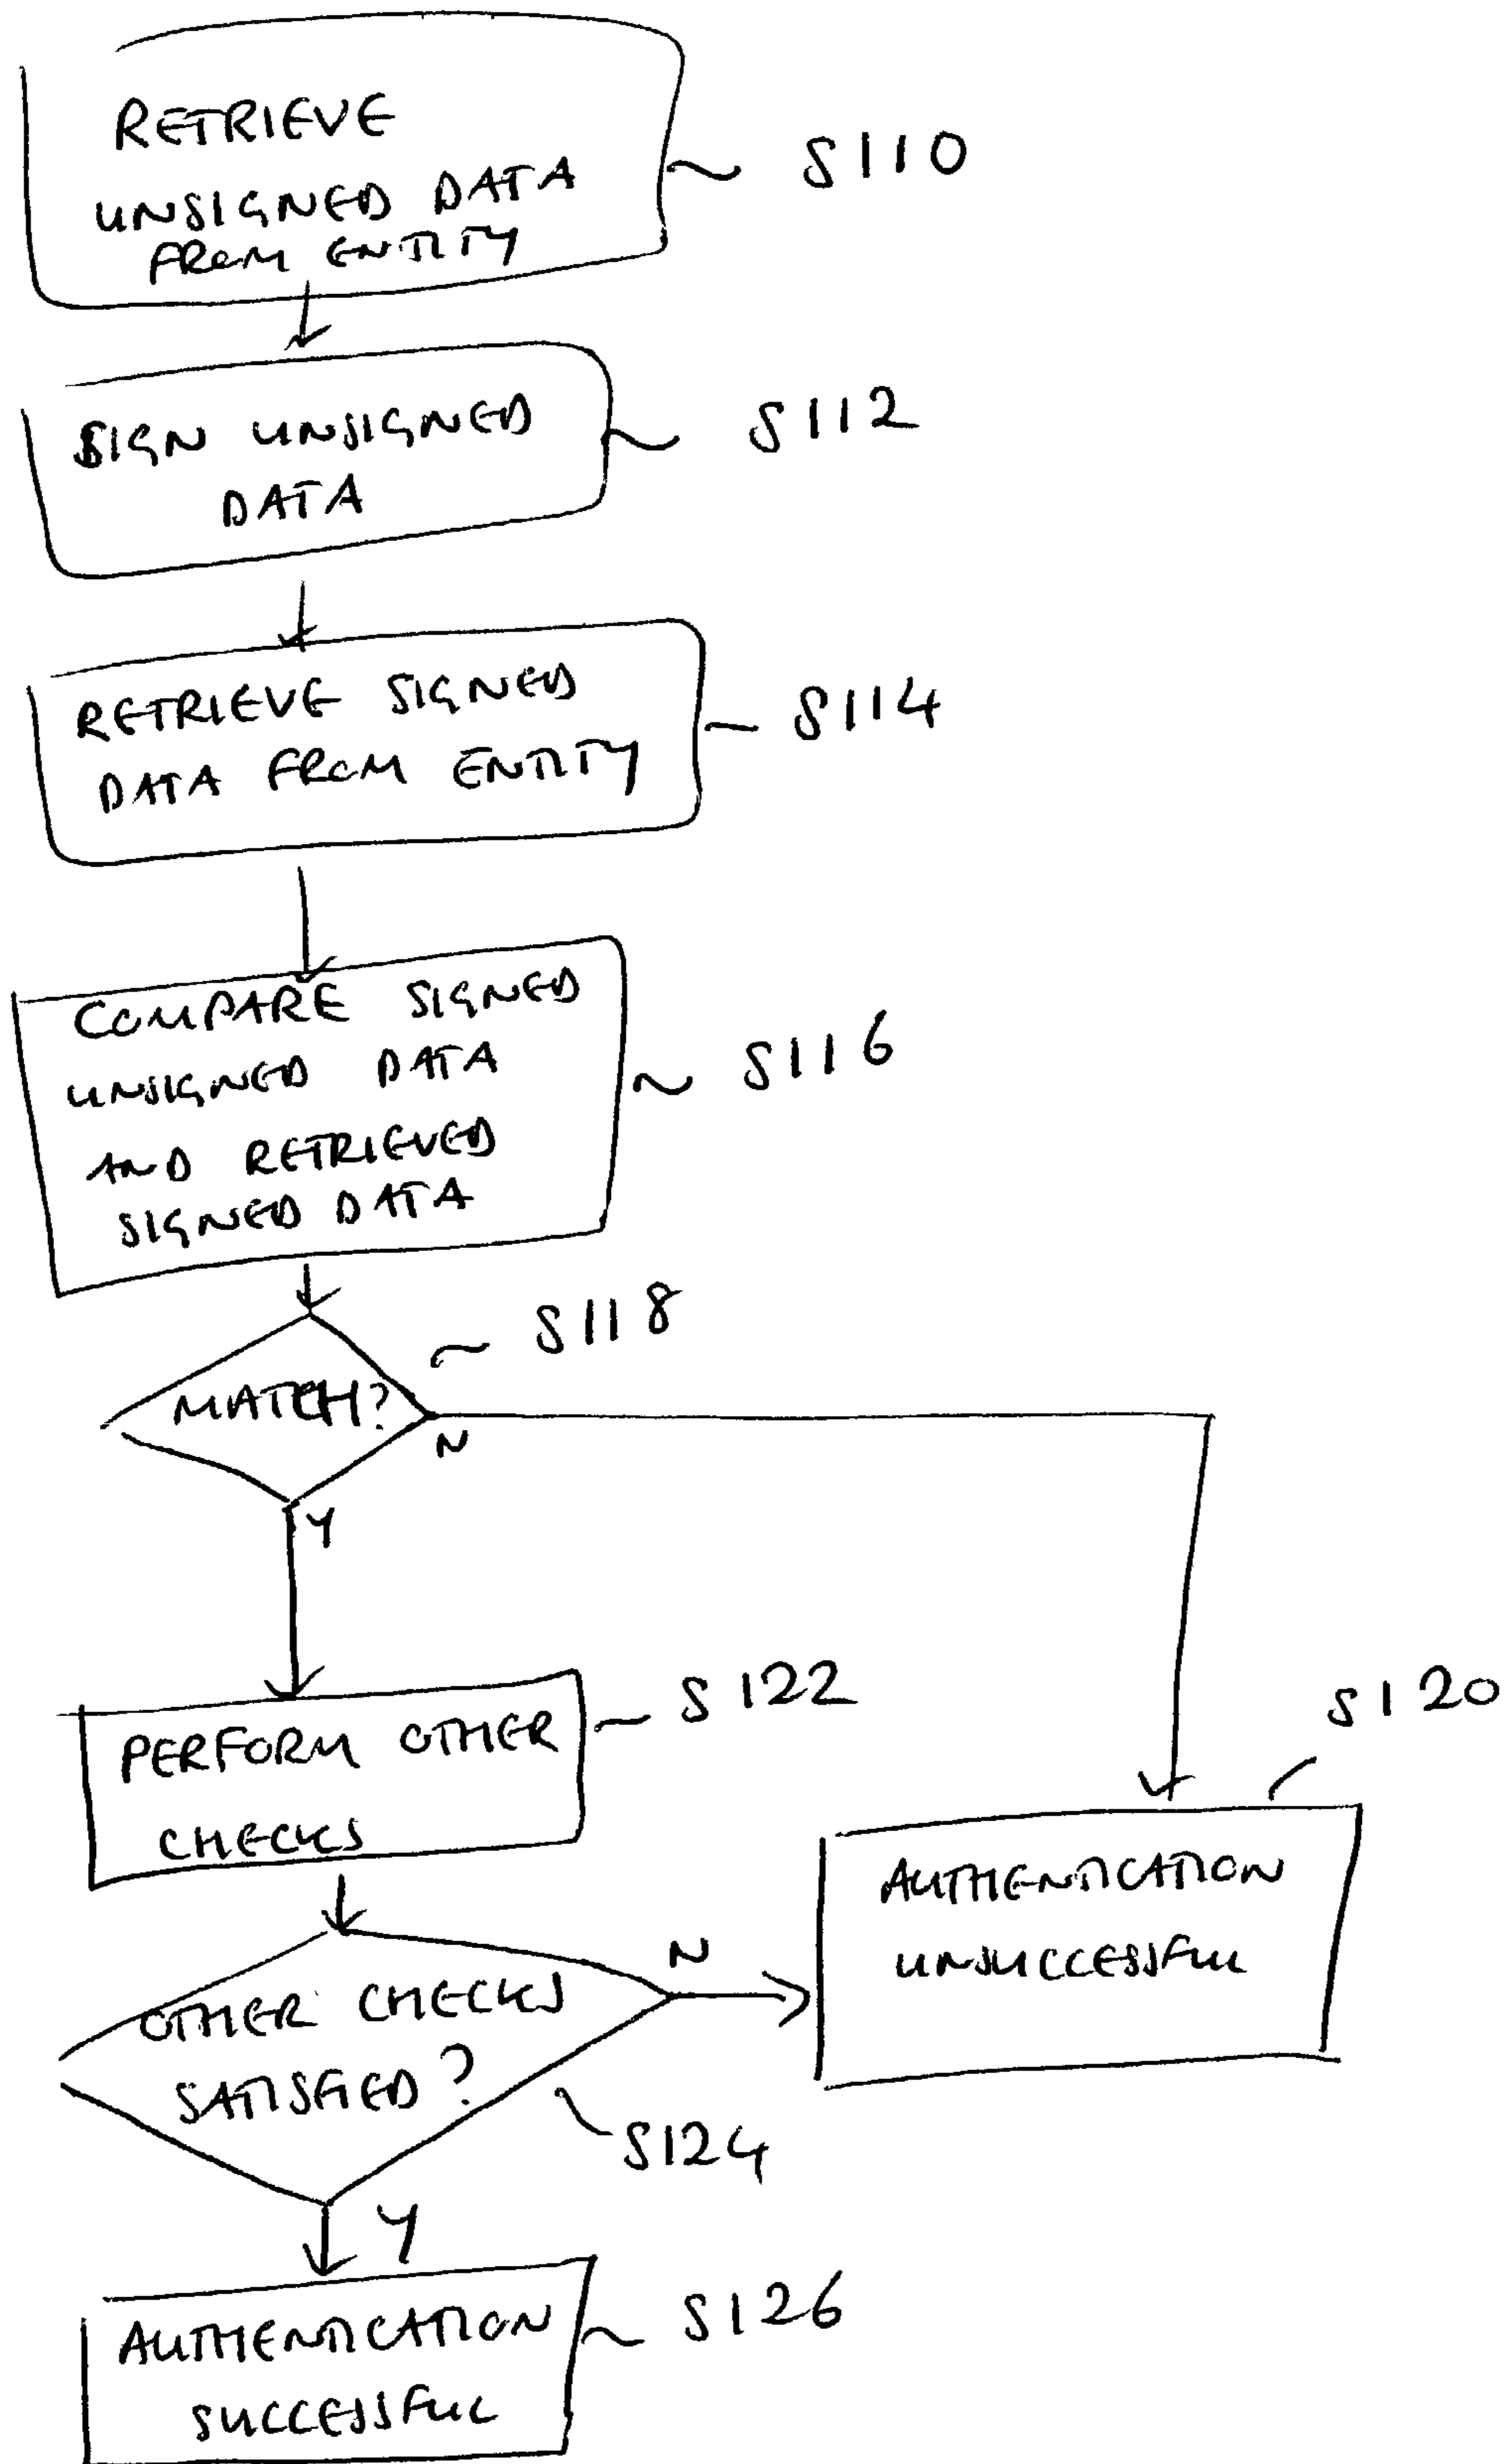 RETRIEVE
UNSIGNED DATA
FROM ENTITY
S110
SIGN UNSIGNED
DATA
S112
RETRIEVE SIGNED
DATA FROM ENTITY
S114
COMPARE SIGNED
UNSIGNED DATA
AND RETRIEVED
SIGNED DATA
S116
S118
MATCH?
N
Y
S122
PERFORM OTHER
CHECKS
S120
AUTHENTICATION
UNSUCCESSFUL
N
OTHER CHECKS
SATISFIED?
S124
Y
AUTHENTICATION
SUCCESSFUL
S126